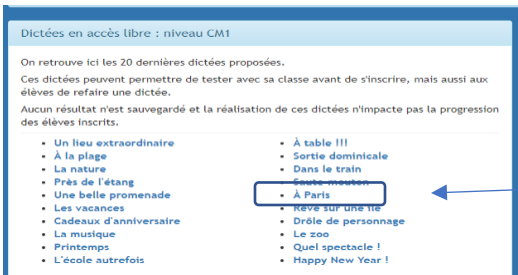 Dictées en accès libre : niveau CM1
On retrouve ici les 20 dernières dictées proposées.
Ces dictées peuvent permettre de tester avec sa classe avant de s'inscrire, mais aussi aux
élèves de refaire une dictée.
Aucun résultat n'est sauvegardé et la réalisation de ces dictées n'impacte pas la progression
des élèves inscrits.
Un lieu extraordinaire
À la plage
La nature
Près de l'étang
Une belle promenade
Les vacances
Cadeaux d'anniversaire
La musique
Printemps
L'école autrefois
À table !!!
Sortie dominicale
Dans le train
Saute mouton
À Paris
Rêve sur une île
Drôle de personnage
Le zoo
Quel spectacle !
Happy New Year !